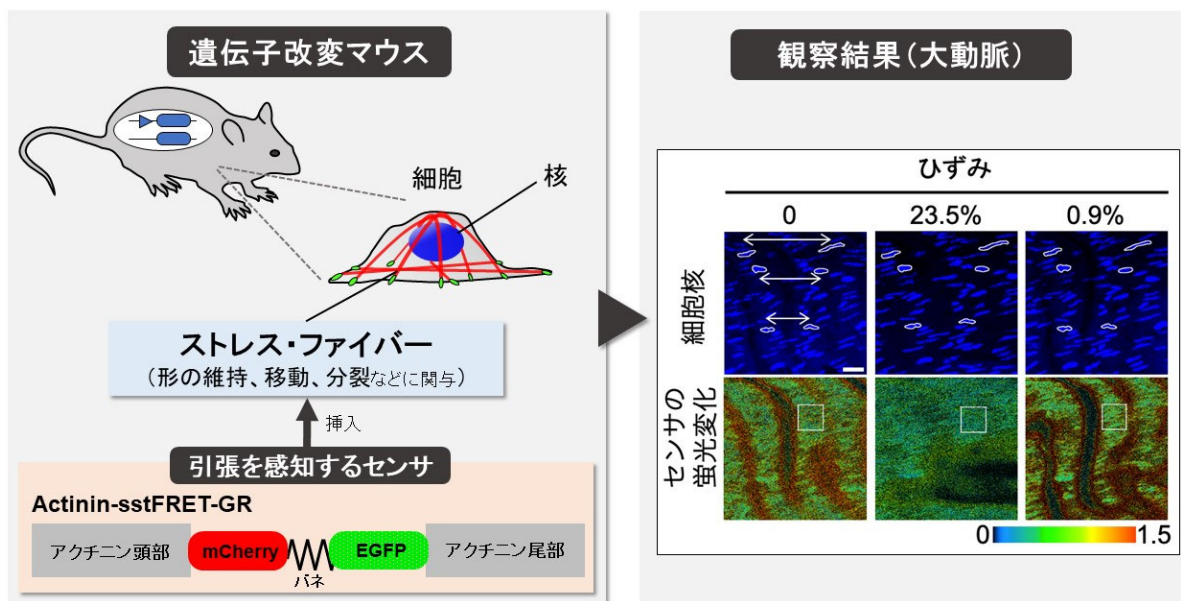 遺伝子改変マウス
細胞
核
ストレス・ファイバー
(形の維持、移動、分裂などに関与)
挿入
引張を感知するセンサ
Actinin-sstFRET-GR
アクチニン頭部
mCherry
バネ
EGFP
アクチニン尾部
観察結果(大動脈)
ひずみ
0
23.5%
0.9%
細胞核
センサの
蛍光変化
0
1.5